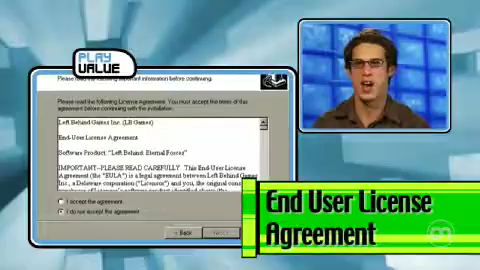 PLAY
VALUE
Please read the following important information before continuing.
Please read the following License Agreement. You must accept the terms of this
agreement before continuing with the installation.
Left Behind Games Inc. (LB Games)
End-User License Agreement
Software Product: "Left Behind: Eternal Forces"
IMPORTANT--PLEASE READ CAREFULLY: This End-User License
Agreement (the "EULA") is a legal agreement between Left Behind Games
Inc., a Deleware corporation ("Licensor") and you, the original
I accept the agreement
I do not accept the agreement
< Back
End User License
Agreement